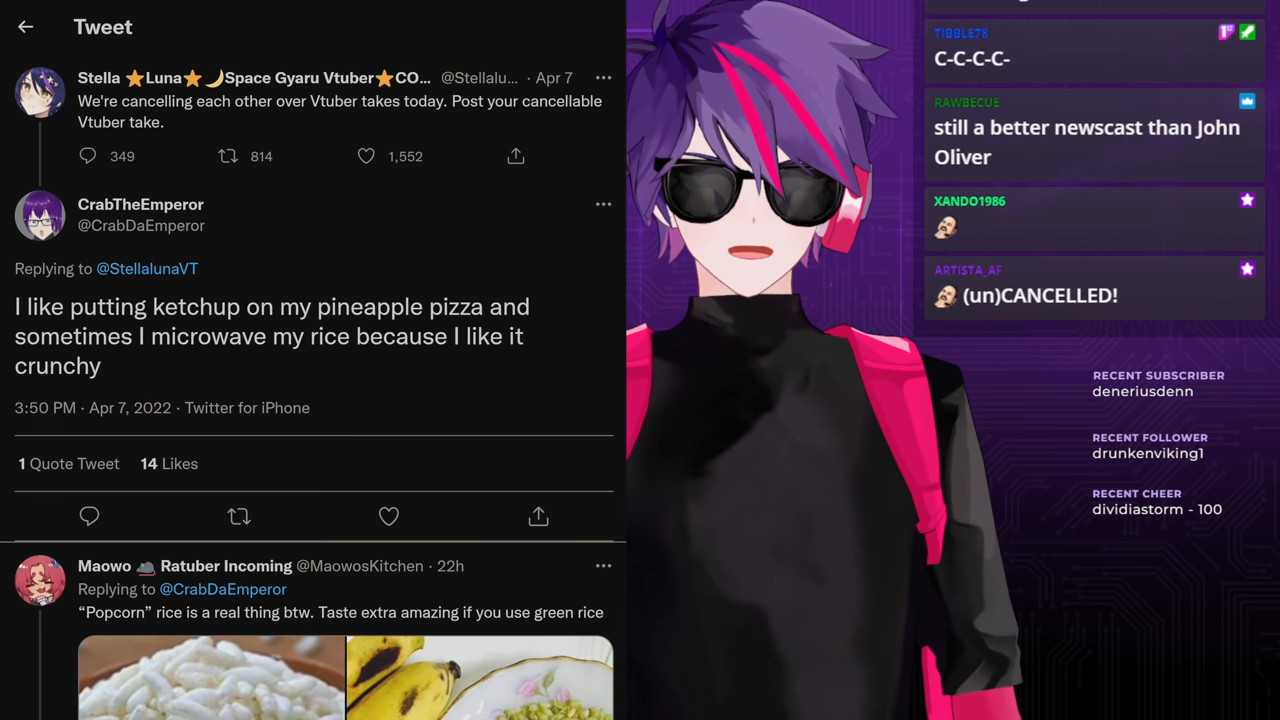 Tweet
Stella ⭐Luna⭐ 🌙Space Gyaru Vtuber⭐CO... @Stellalu... · Apr 7
We're cancelling each other over Vtuber takes today. Post your cancellable
Vtuber take.
349 814 1,552
CrabTheEmperor
@CrabDaEmperor
Replying to @StellalunaVT
I like putting ketchup on my pineapple pizza and
sometimes I microwave my rice because I like it
crunchy
3:50 PM · Apr 7, 2022 · Twitter for iPhone
1 Quote Tweet 14 Likes
Maowo 🐀 Ratuber Incoming @MaowosKitchen · 22h
Replying to @CrabDaEmperor
“Popcorn” rice is a real thing btw. Taste extra amazing if you use green rice
TIBBLE78
C-C-C-C-
RAWBECUE
still a better newscast than John
Oliver
XANDO1986
ARTISTA_AF
(un)CANCELLED!
RECENT SUBSCRIBER
deneriusdenn
RECENT FOLLOWER
drunkenviking1
RECENT CHEER
dividiastorm - 100